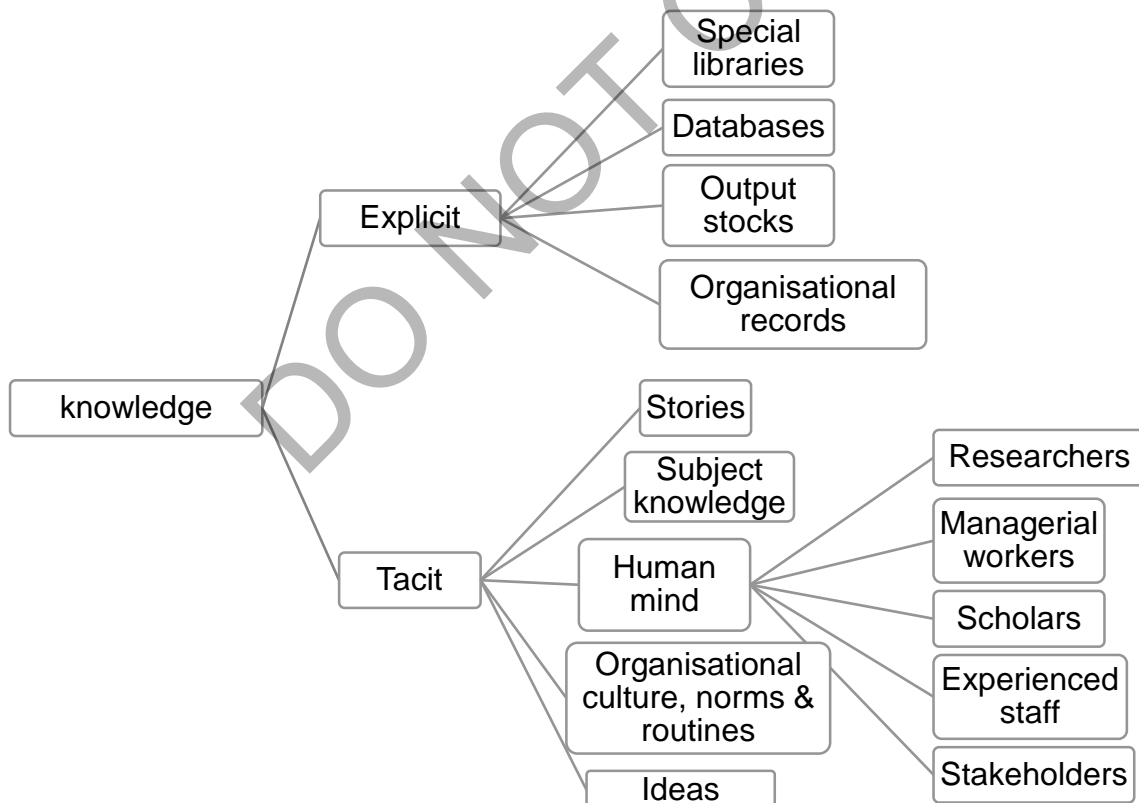 Special
libraries
Databases
Output
stocks
Explicit
Organisational
records
knowledge
Stories
Subject
knowledge
Tacit
Human
mind
Organisational
culture, norms &
routines
Ideas
Researchers
Managerial
workers
Scholars
Experienced
staff
Stakeholders
DO NOT